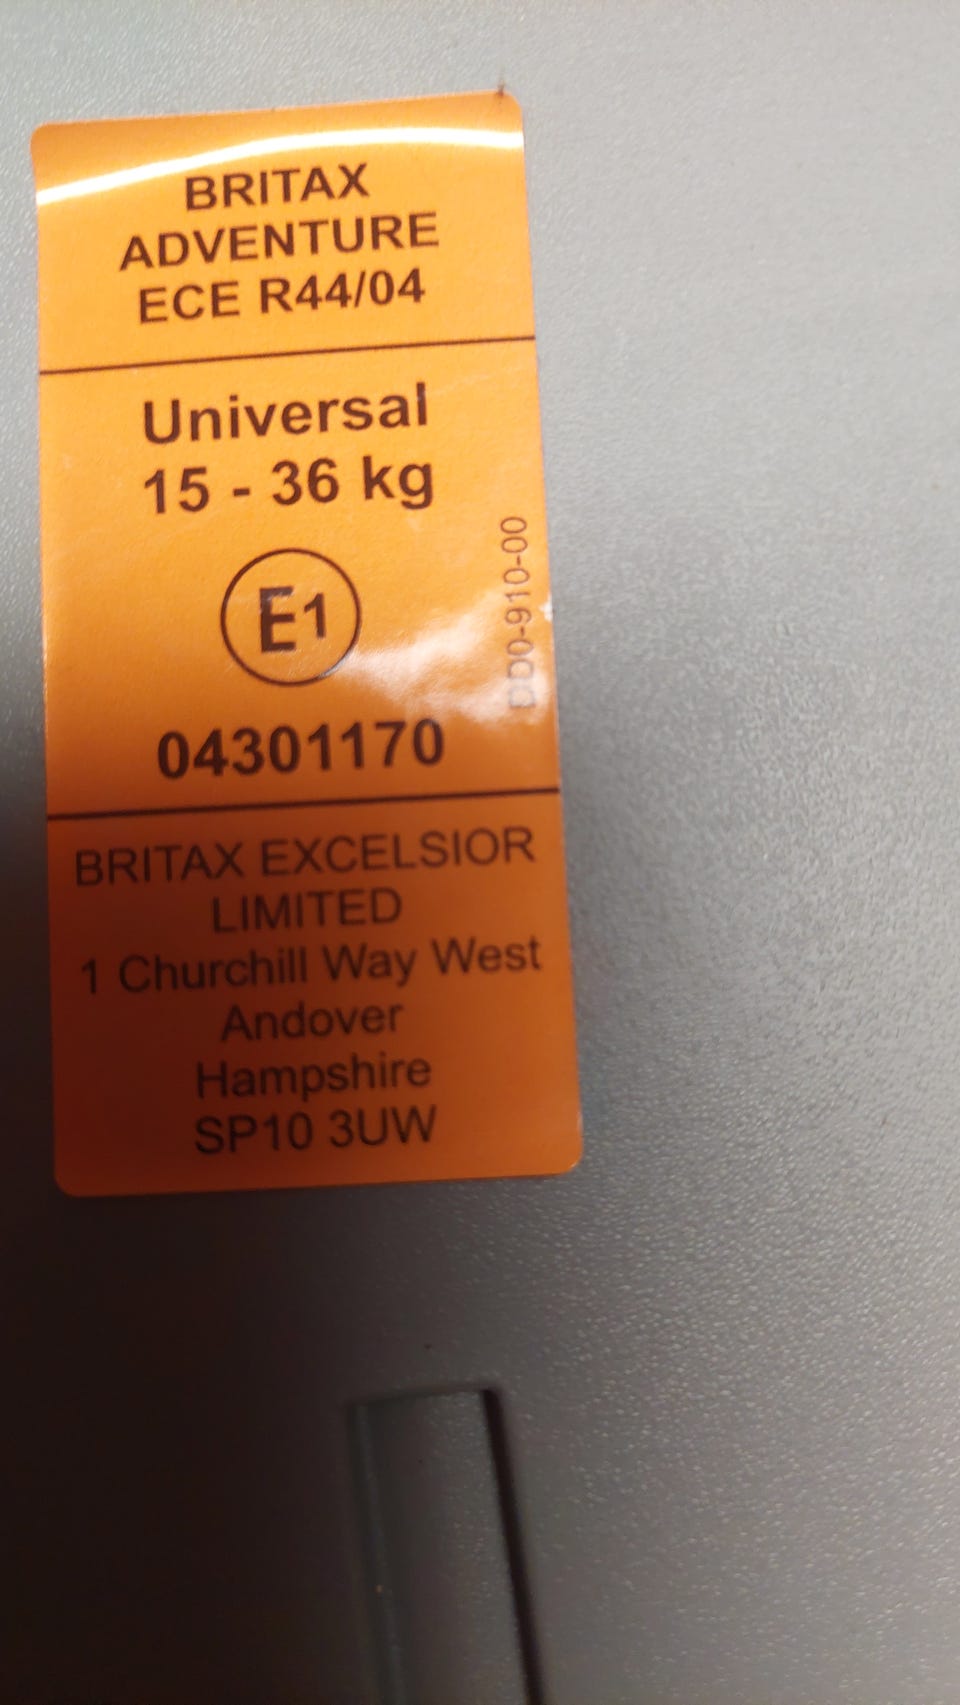 BRITAX
ADVENTURE
ECE R44/04
Universal
15 - 36 kg
E1
DD0-910-00
04301170
BRITAX EXCELSIOR
LIMITED
1 Churchill Way West
Andover
Hampshire
SP10 3UW